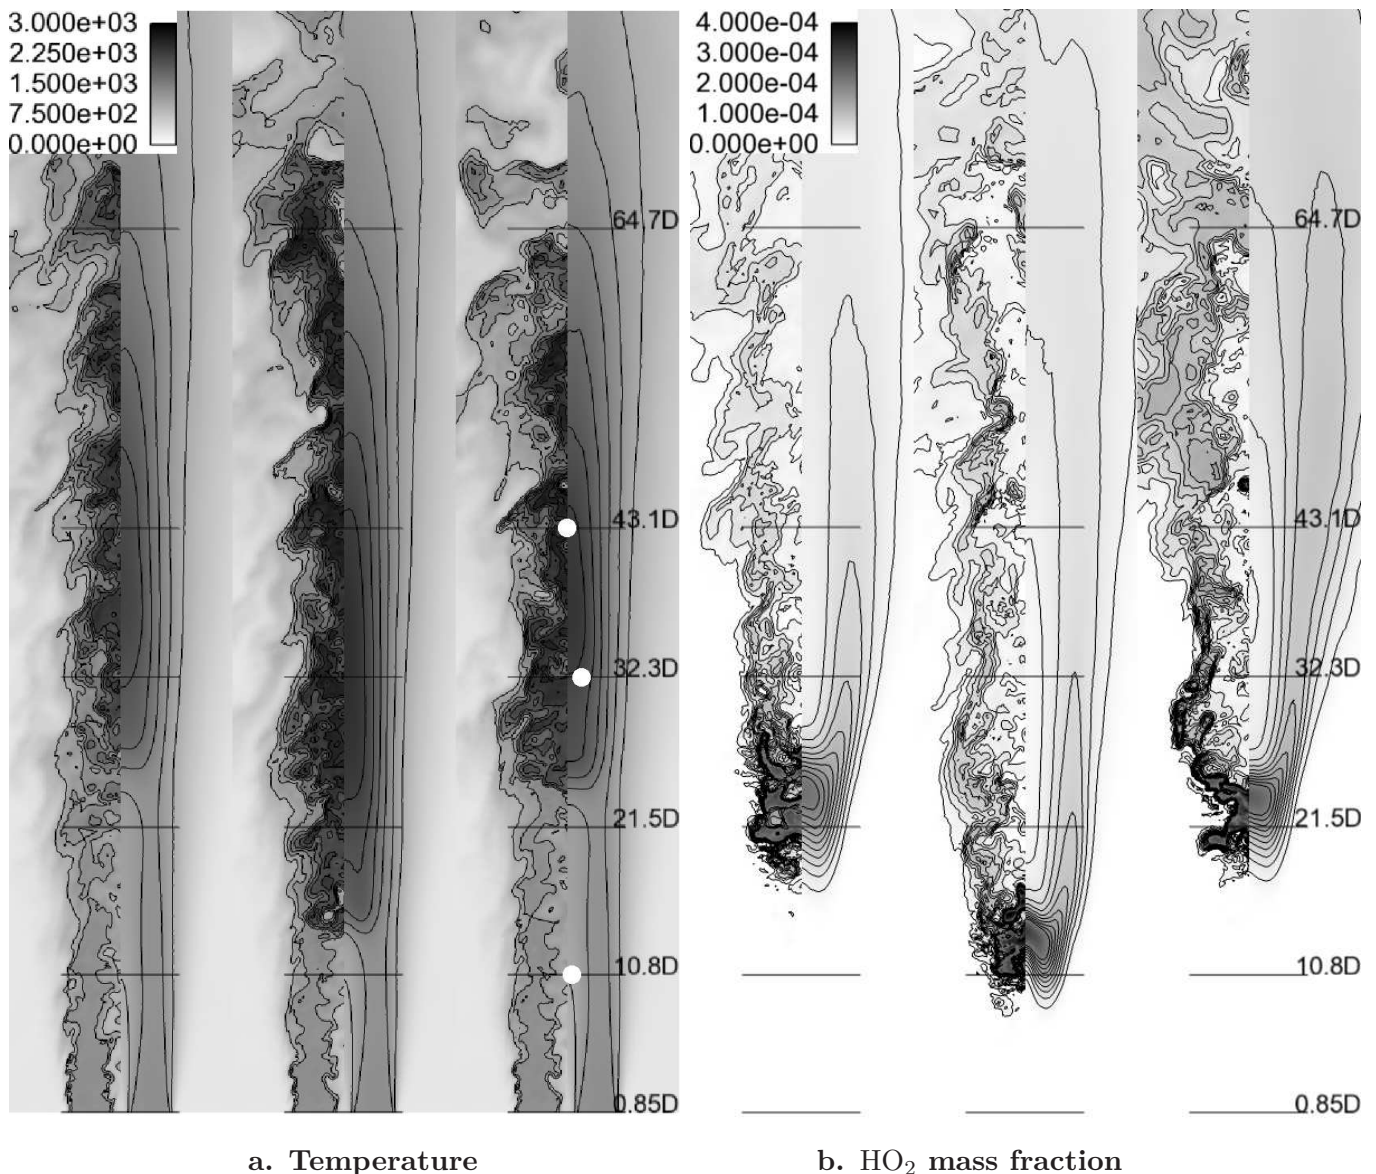 3.000e+03
2.250e+03
1.500e+03
7.500e+02
0.000e+00
4.000e-04
3.000e-04
2.000e-04
1.000e-04
0.000e+00
64.7D
43.1D
32.3D
21.5D
10.8D
0.85D
64.7D
43.1D
32.3D
21.5D
10.8D
0.85D
a. Temperature
b. HO₂ mass fraction